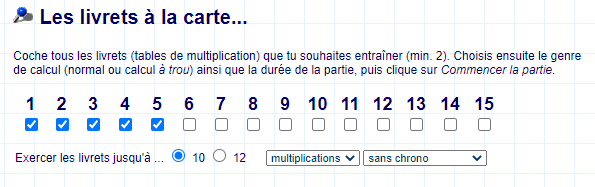 Les livrets à la carte...
Coche tous les livrets (tables de multiplication) que tu souhaites entraîner (min. 2). Choisis ensuite le genre
de calcul (normal ou calcul à trou) ainsi que la durée de la partie, puis clique sur Commencer la partie.
1 2 3 4 5 6 7 8 9 10 11 12 13 14 15
Exercer les livrets jusqu'à ... 10 12 multiplications sans chrono